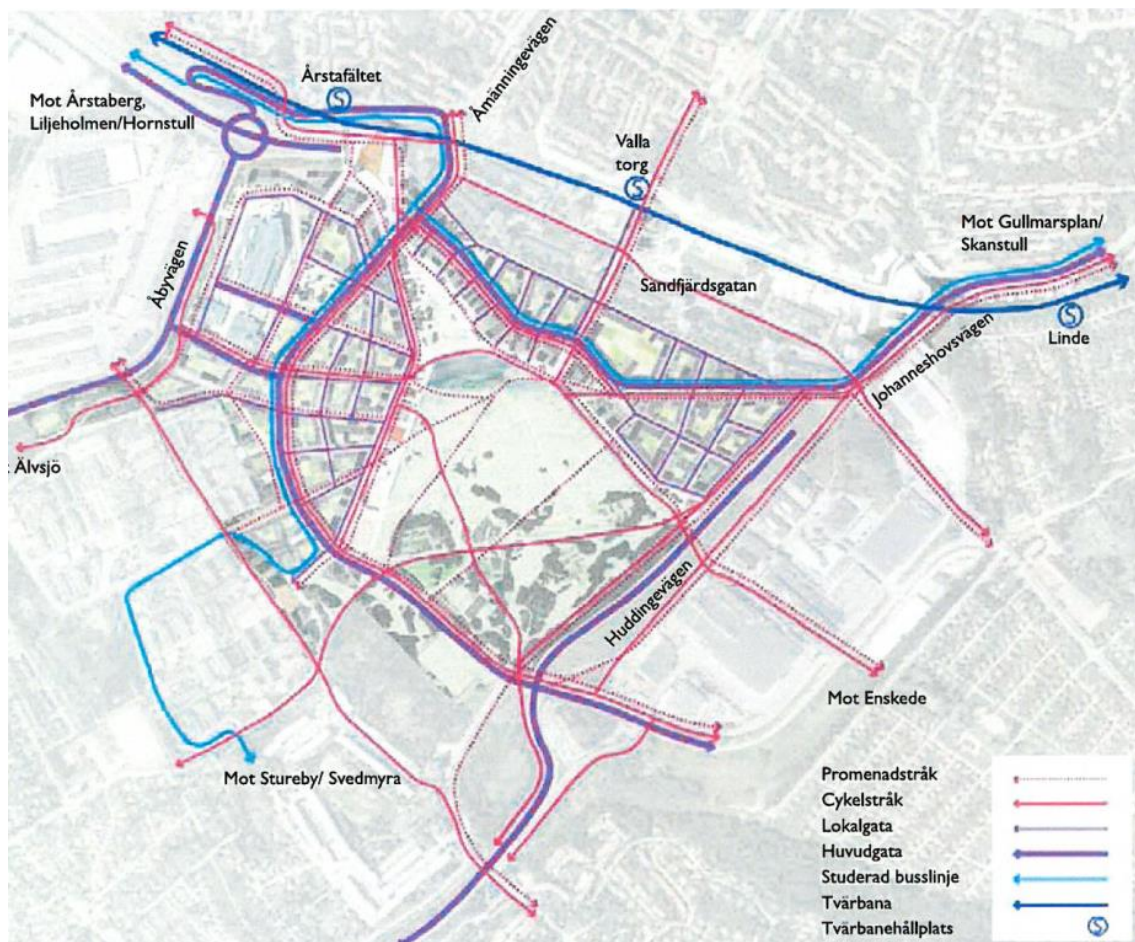 Årstafältet
Ⓢ
Åmänningevägen
Mot Årstaberg,
Liljeholmen/Hornstull
Valla
torg
Ⓢ
Mot Gullmarsplan/
Skanstull
Åbyvägen
Sandfjärdsgatan
Ⓢ
Linde
Johanneshovsvägen
Älvsjö
Huddingevägen
Mot Enskede
Mot Stureby/ Svedmyra
Promenadstråk
Cykelstråk
Lokalgata
Huvudgata
Studerad busslinje
Tvärbana
Tvärbanehållplats Ⓢ